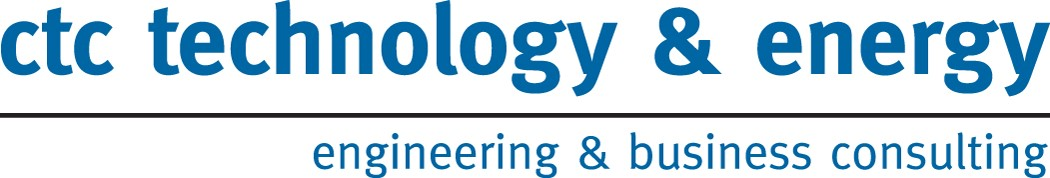 ctc technology & energy
engineering & business consulting